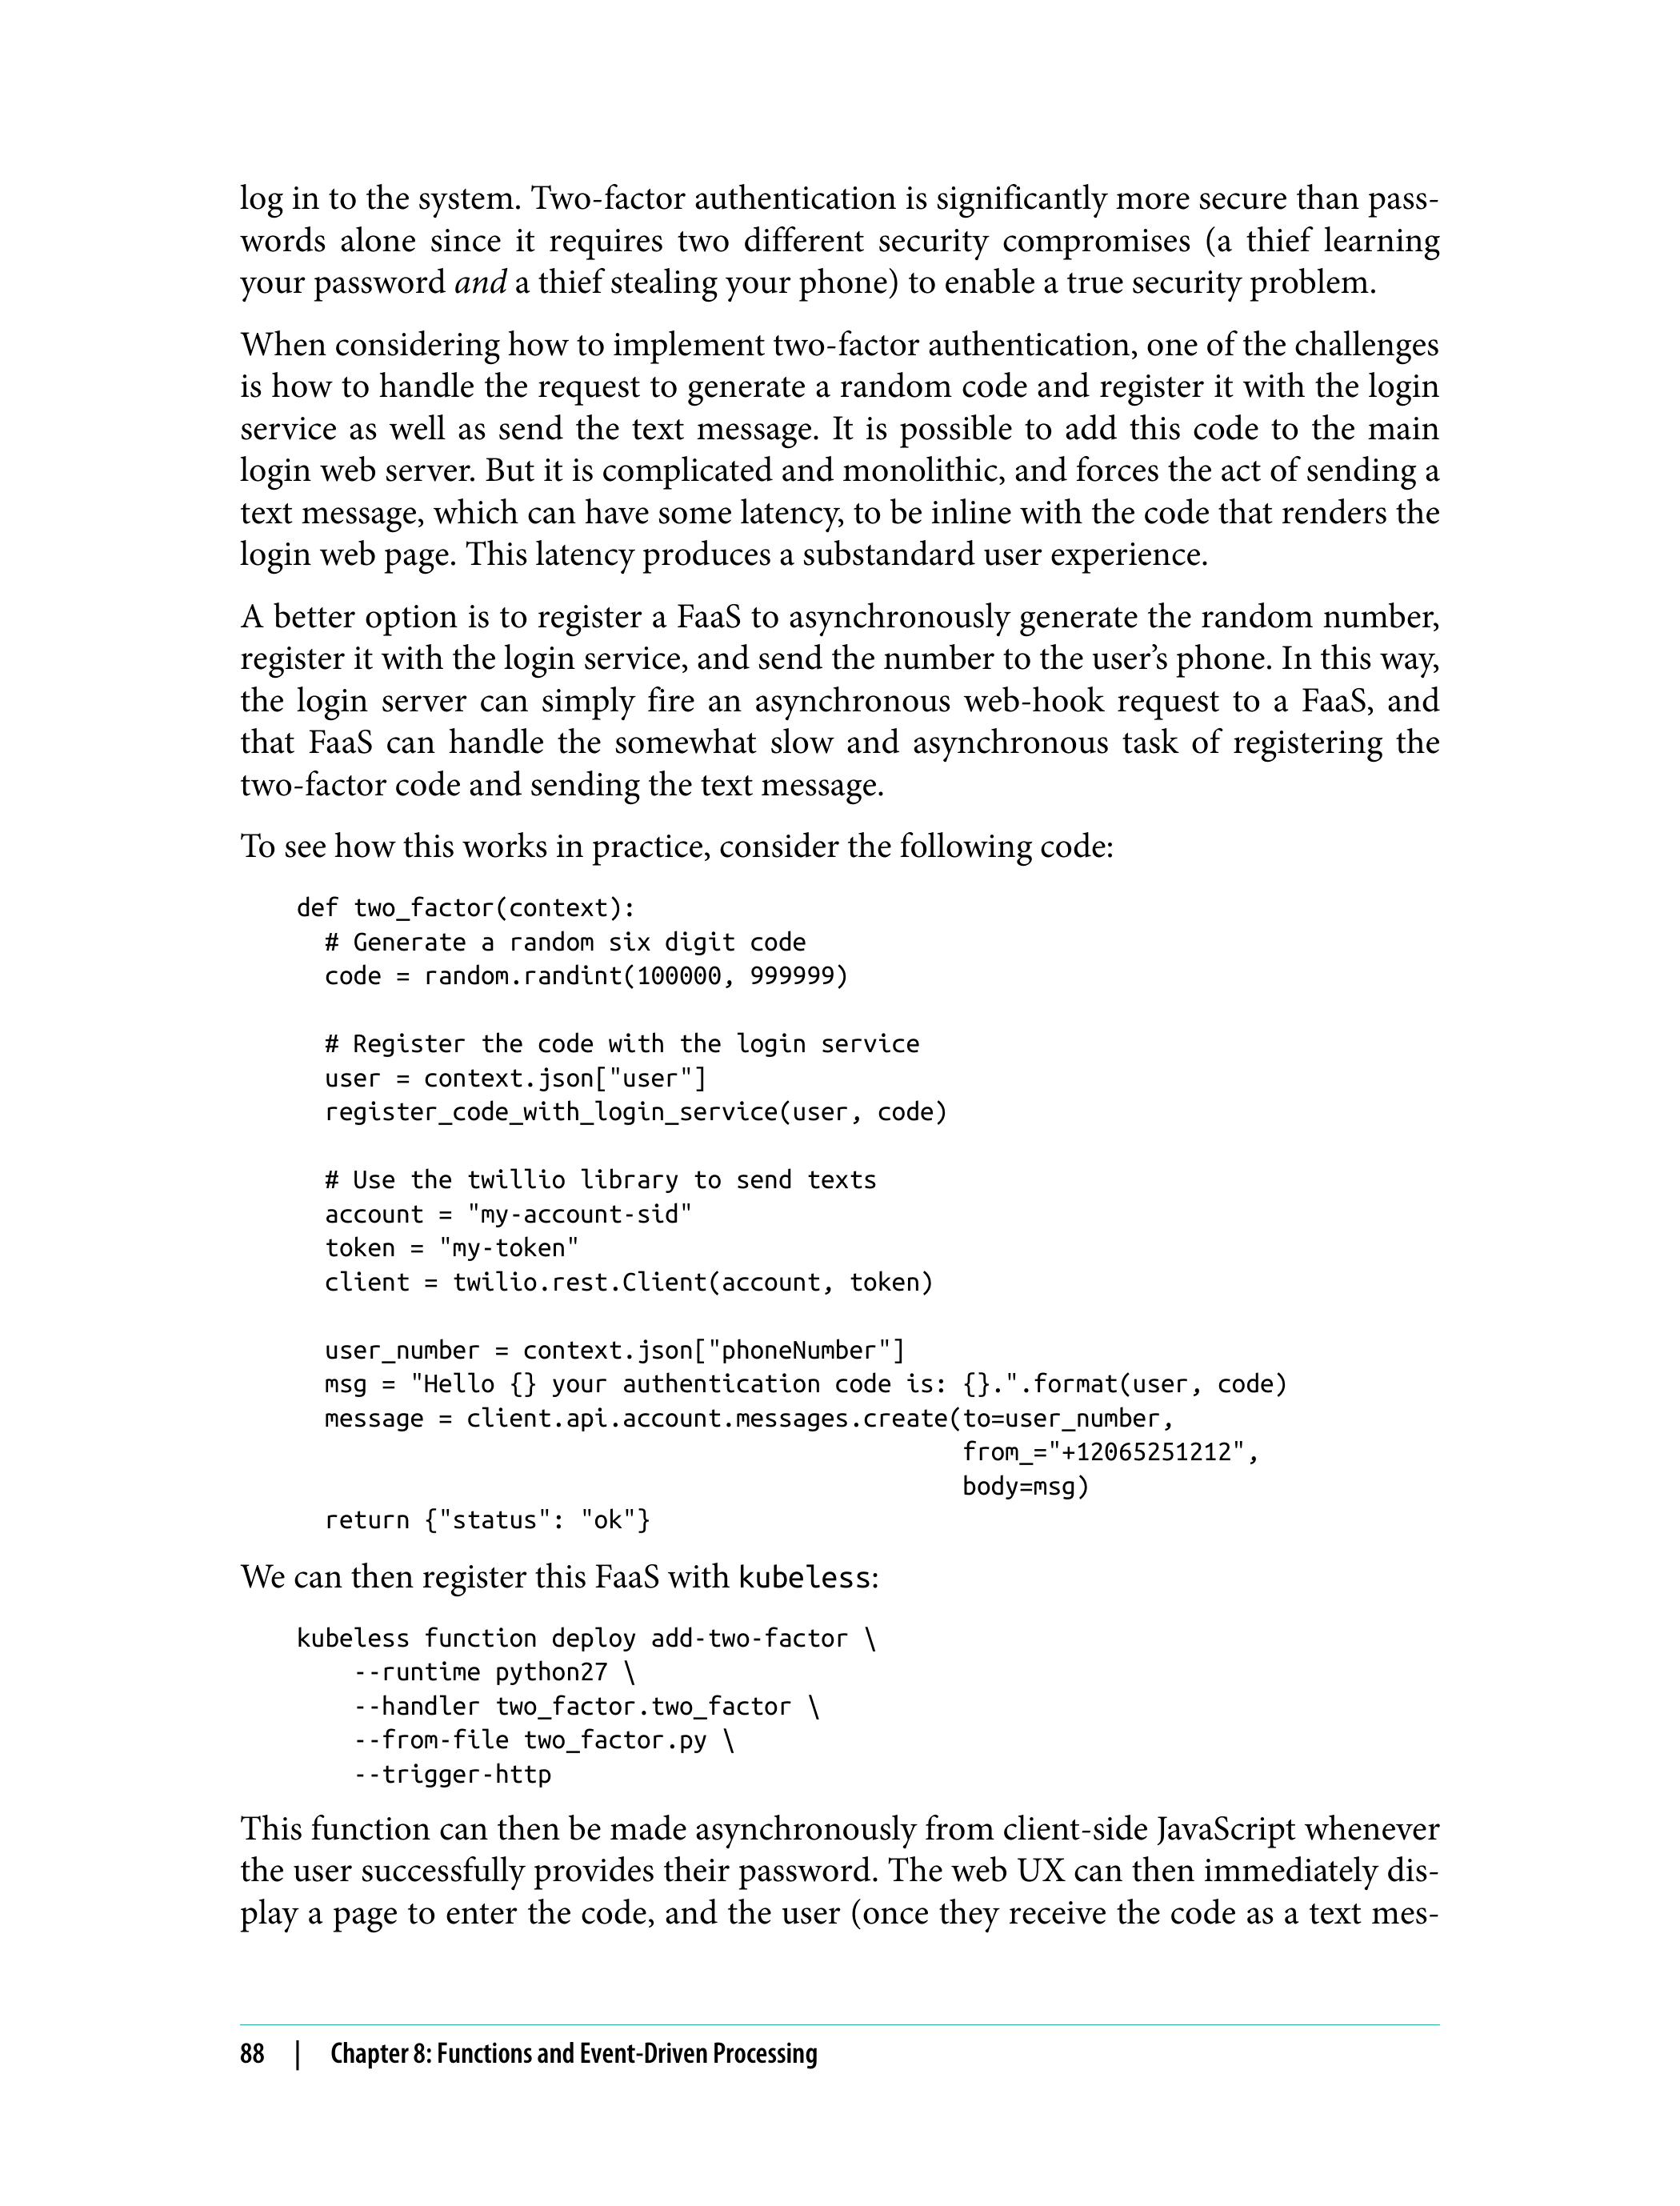 log in to the system. Two-factor authentication is significantly more secure than pass-
words alone since it requires two different security compromises (a thief learning
your password and a thief stealing your phone) to enable a true security problem.
When considering how to implement two-factor authentication, one of the challenges
is how to handle the request to generate a random code and register it with the login
service as well as send the text message. It is possible to add this code to the main
login web server. But it is complicated and monolithic, and forces the act of sending a
text message, which can have some latency, to be inline with the code that renders the
login web page. This latency produces a substandard user experience.
A better option is to register a FaaS to asynchronously generate the random number,
register it with the login service, and send the number to the user’s phone. In this way,
the login server can simply fire an asynchronous web-hook request to a FaaS, and
that FaaS can handle the somewhat slow and asynchronous task of registering the
two-factor code and sending the text message.
To see how this works in practice, consider the following code:
def two_factor(context):
  # Generate a random six digit code
  code = random.randint(100000, 999999)

  # Register the code with the login service
  user = context.json["user"]
  register_code_with_login_service(user, code)

  # Use the twillio library to send texts
  account = "my-account-sid"
  token = "my-token"
  client = twilio.rest.Client(account, token)

  user_number = context.json["phoneNumber"]
  msg = "Hello {} your authentication code is: {}.".format(user, code)
  message = client.api.account.messages.create(to=user_number,
                                               from_="+12065251212",
                                               body=msg)
  return {"status": "ok"}
We can then register this FaaS with kubeless:
kubeless function deploy add-two-factor \
    --runtime python27 \
    --handler two_factor.two_factor \
    --from-file two_factor.py \
    --trigger-http
This function can then be made asynchronously from client-side JavaScript whenever
the user successfully provides their password. The web UX can then immediately dis-
play a page to enter the code, and the user (once they receive the code as a text mes-
88 | Chapter 8: Functions and Event-Driven Processing